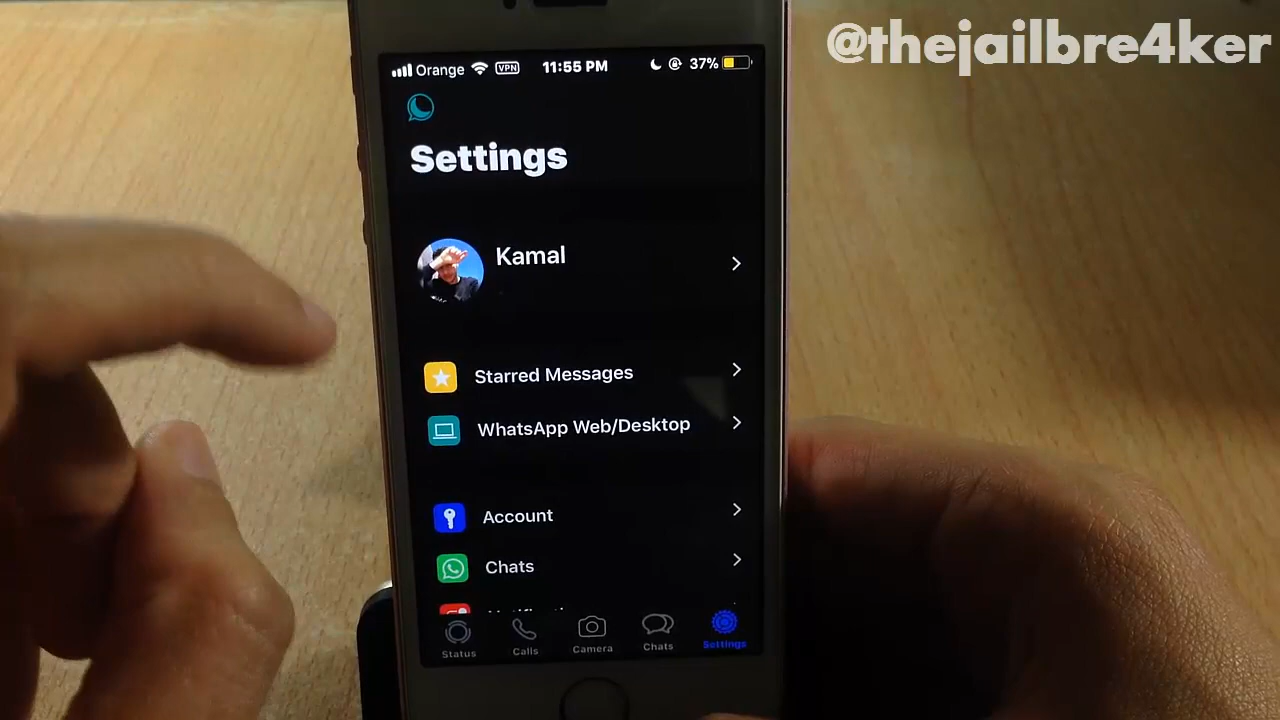 @thejailbre4ker
Orange VPN 11:55 PM 37%
Settings
Kamal
Starred Messages
WhatsApp Web/Desktop
Account
Chats
Status Calls Camera Chats Settings